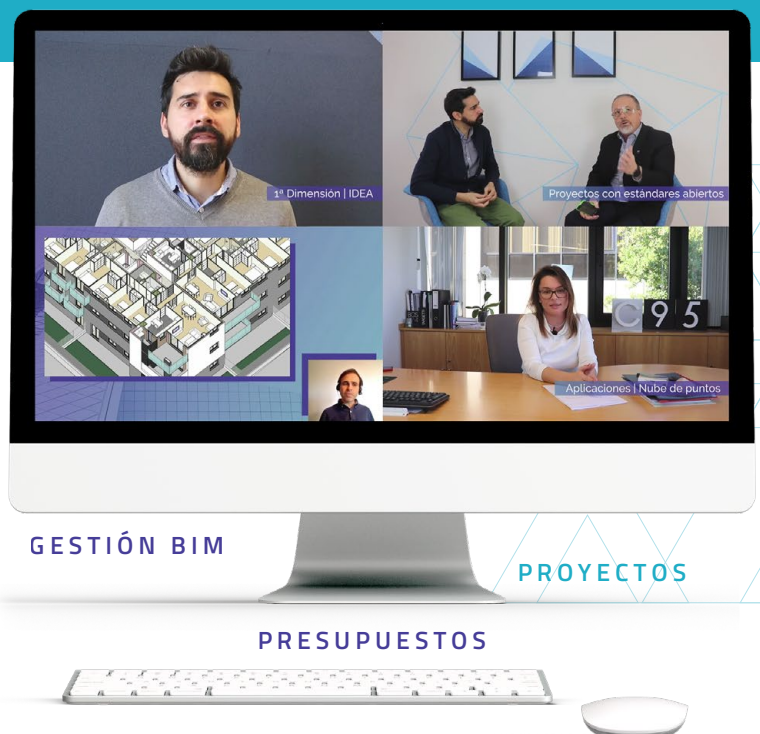 1ª Dimensión | IDEA
Proyectos con estándares abiertos
C95
Aplicaciones | Nube de puntos
GESTIÓN BIM
PROYECTOS
PRESUPUESTOS